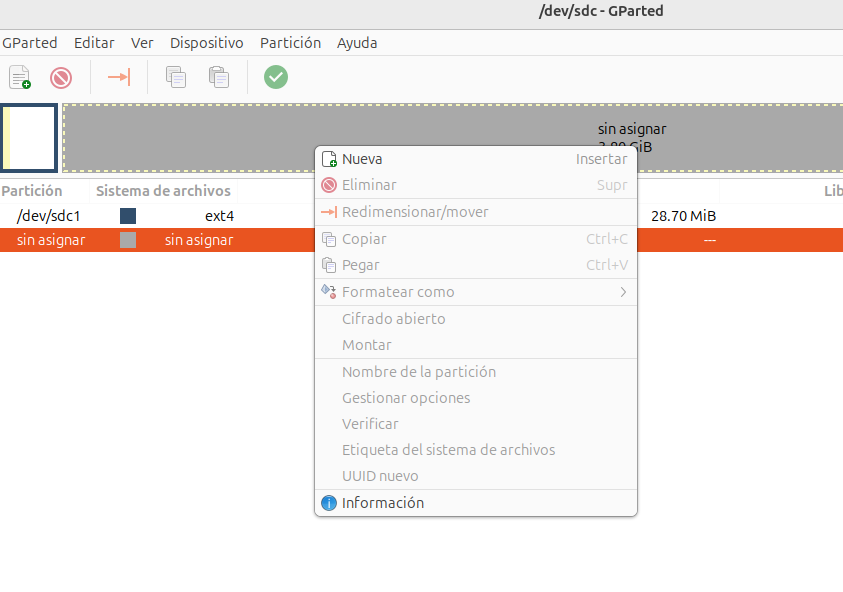 /dev/sdc - GParted
GParted Editar Ver Dispositivo Partición Ayuda
sin asignar
GiB
Nueva Insertar
Eliminar Supr
Redimensionar/mover
Copiar Ctrl+C
Pegar Ctrl+V
Formatear como
Cifrado abierto
Montar
Nombre de la partición
Gestionar opciones
Verificar
Etiqueta del sistema de archivos
UUID nuevo
Información
Partición Sistema de archivos Lib
/dev/sdc1 ext4 28.70 MiB
sin asignar sin asignar ---